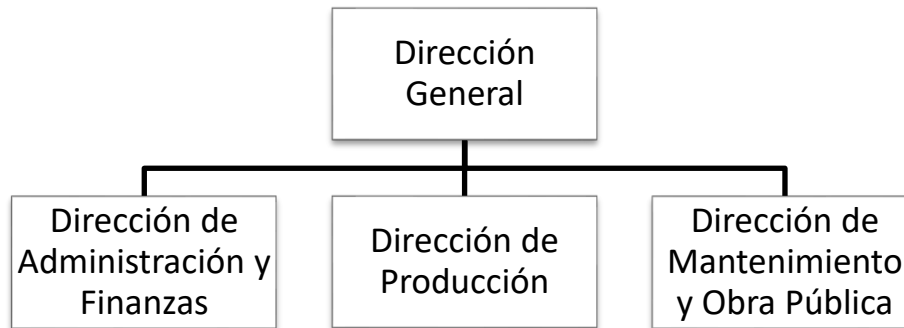 Dirección
General
Dirección de
Administración y
Finanzas
Dirección de
Producción
Dirección de
Mantenimiento
y Obra Pública